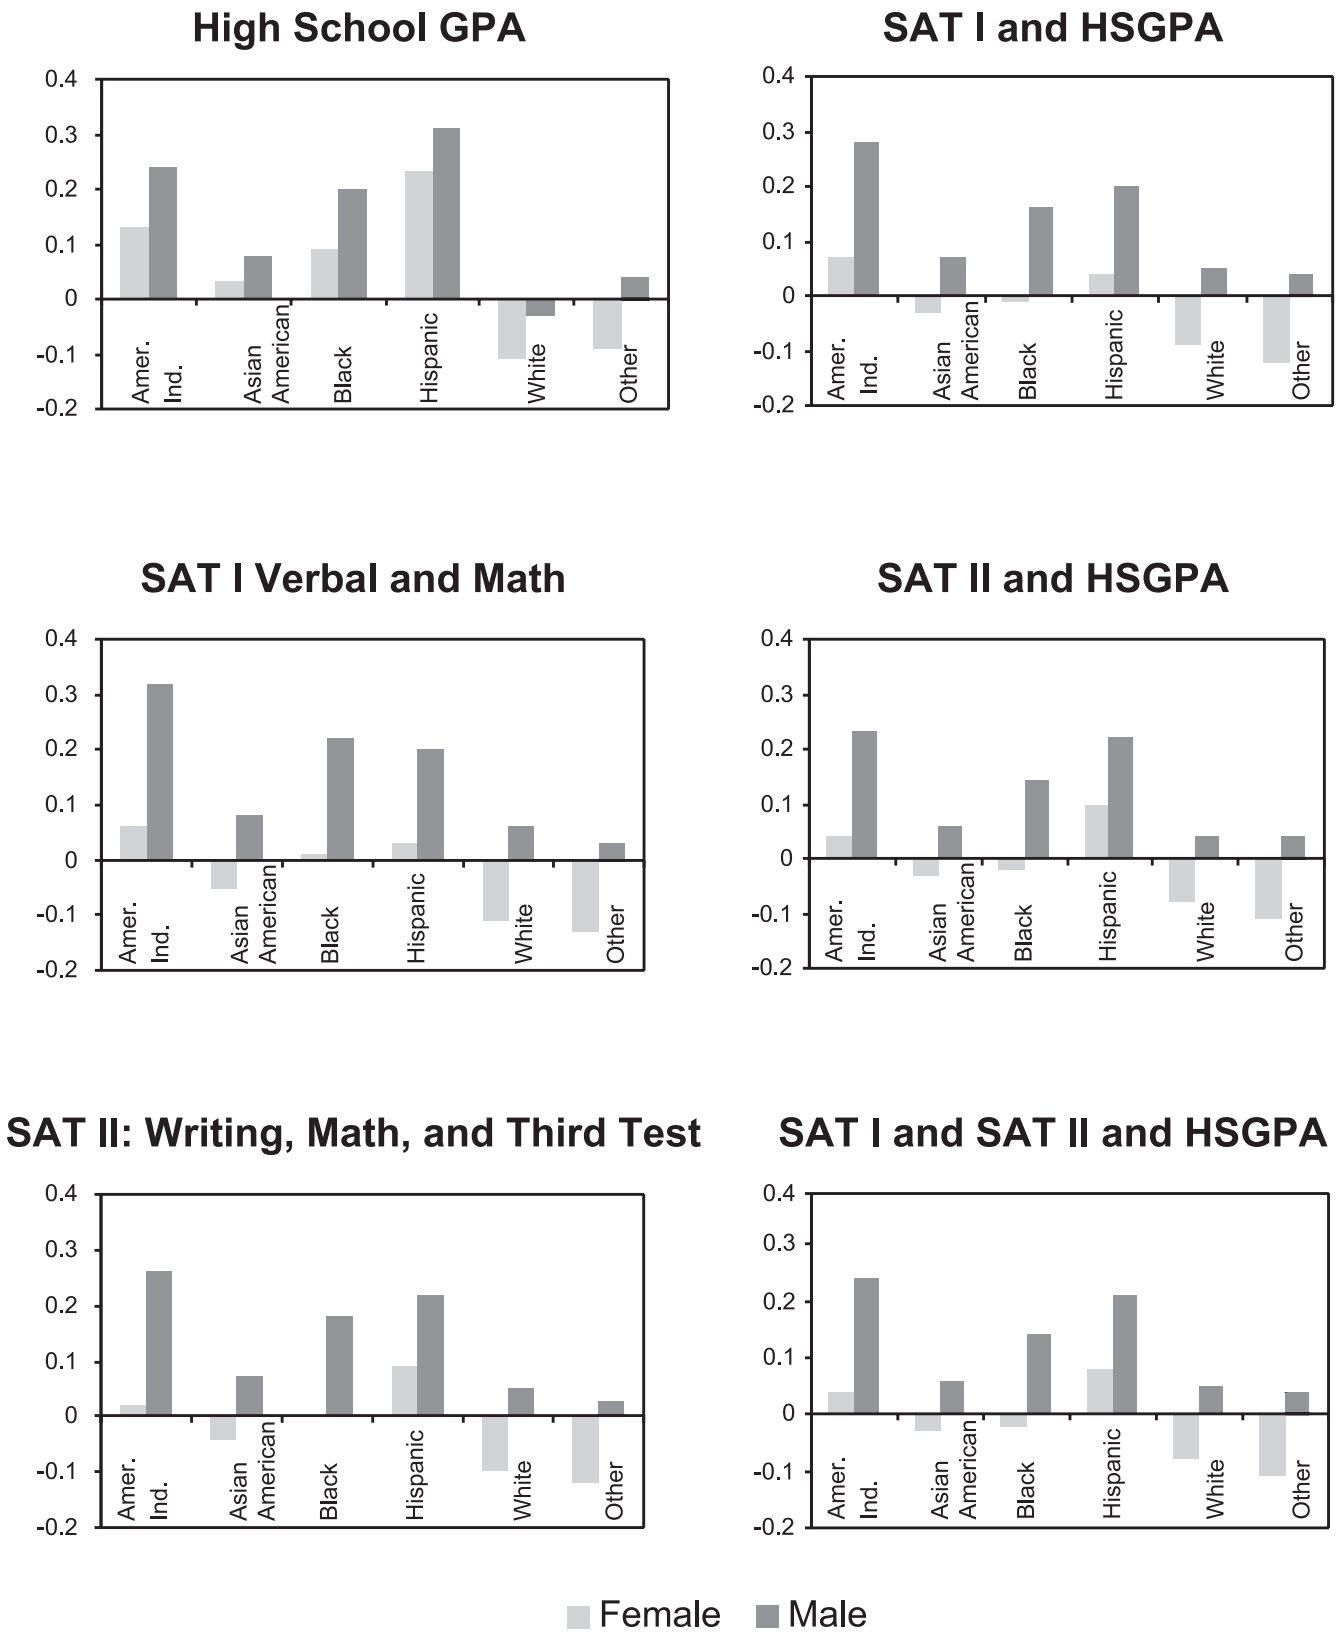 High School GPA
0.4
0.3
0.2
0.1
0
-0.1
-0.2
Amer.
Ind.
Asian
American
Black
Hispanic
White
Other
SAT I and HSGPA
0.4
0.3
0.2
0.1
0
-0.1
-0.2
Amer.
Ind.
Asian
American
Black
Hispanic
White
Other
SAT I Verbal and Math
0.4
0.3
0.2
0.1
0
-0.1
-0.2
Amer.
Ind.
Asian
American
Black
Hispanic
White
Other
SAT II and HSGPA
0.4
0.3
0.2
0.1
0
-0.1
-0.2
Amer.
Ind.
Asian
American
Black
Hispanic
White
Other
SAT II: Writing, Math, and Third Test
0.4
0.3
0.2
0.1
0
-0.1
-0.2
Amer.
Ind.
Asian
American
Black
Hispanic
White
Other
SAT I and SAT II and HSGPA
0.4
0.3
0.2
0.1
0
-0.1
-0.2
Amer.
Ind.
Asian
American
Black
Hispanic
White
Other
Female Male